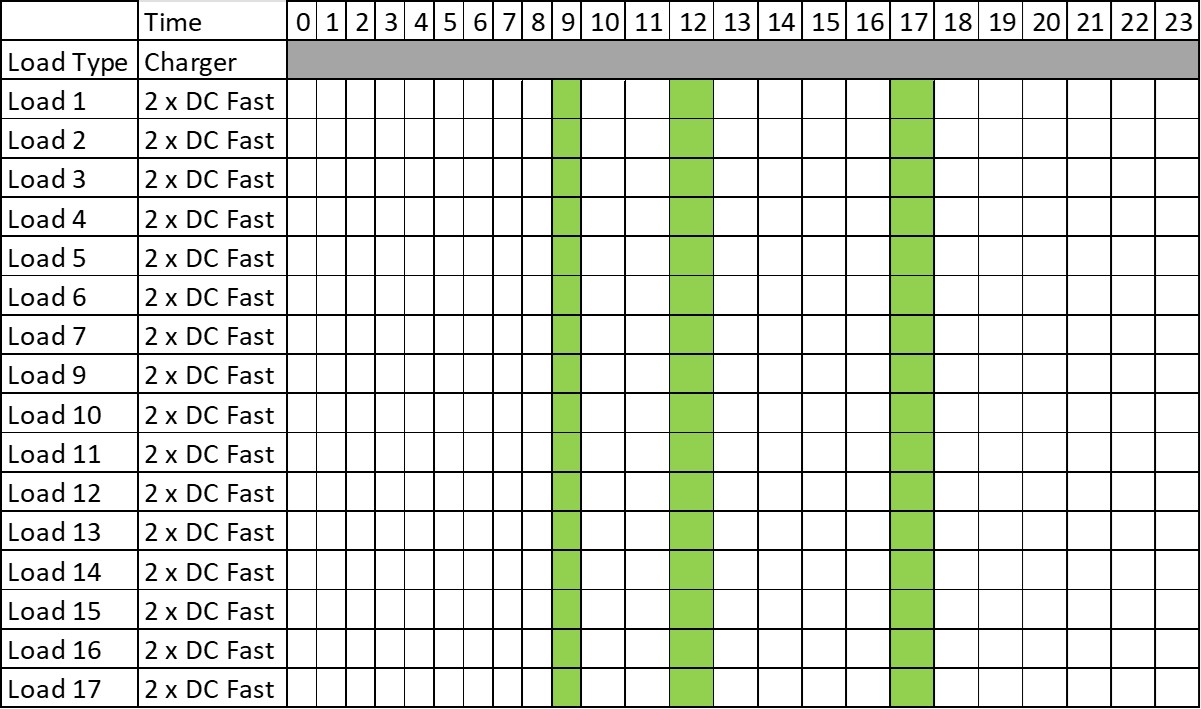 Time 0 1 2 3 4 5 6 7 8 9 10 11 12 13 14 15 16 17 18 19 20 21 22 23
Load Type Charger
Load 1 2 x DC Fast
Load 2 2 x DC Fast
Load 3 2 x DC Fast
Load 4 2 x DC Fast
Load 5 2 x DC Fast
Load 6 2 x DC Fast
Load 7 2 x DC Fast
Load 9 2 x DC Fast
Load 10 2 x DC Fast
Load 11 2 x DC Fast
Load 12 2 x DC Fast
Load 13 2 x DC Fast
Load 14 2 x DC Fast
Load 15 2 x DC Fast
Load 16 2 x DC Fast
Load 17 2 x DC Fast